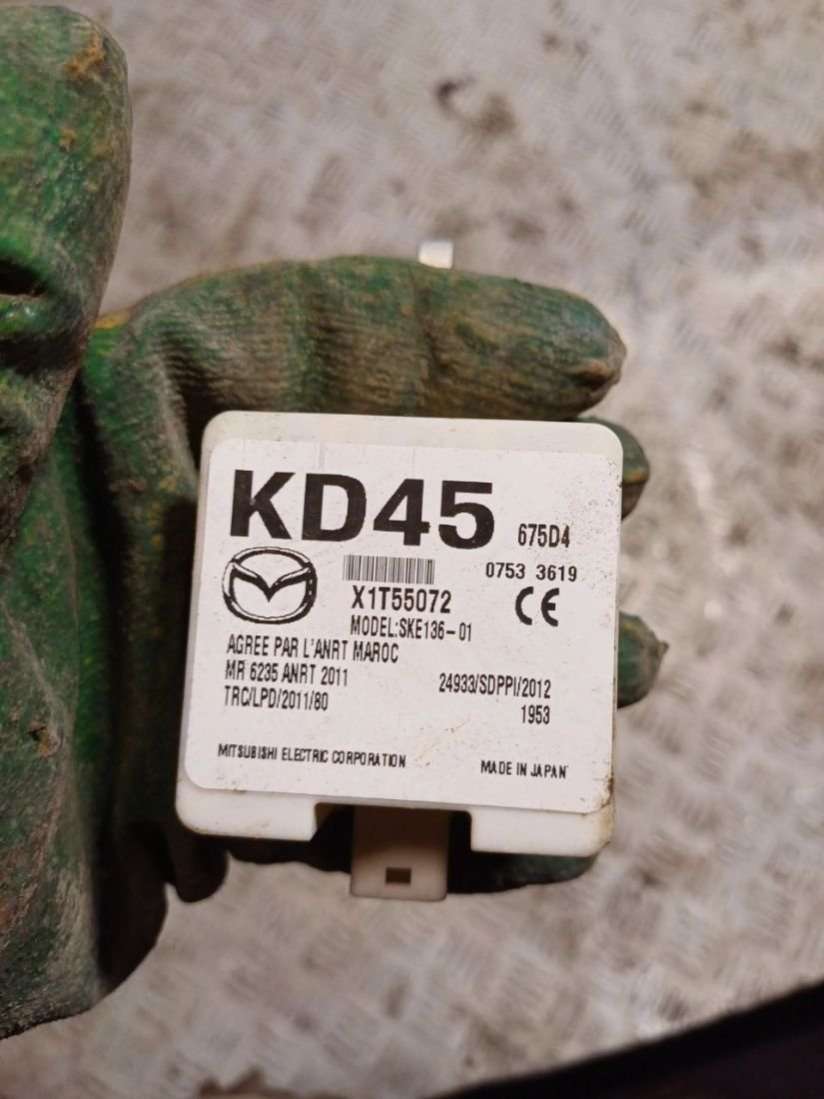 KD45 675D4
0753 3619
X1T55072
MODEL:SKE136-01
AGREE PAR L'ANRT MAROC
MR 6235 ANRT 2011
24933/SDPPI/2012
TRC/LPD/2011/80
1953
MITSUBISHI ELECTRIC CORPORATION
MADE IN JAPAN